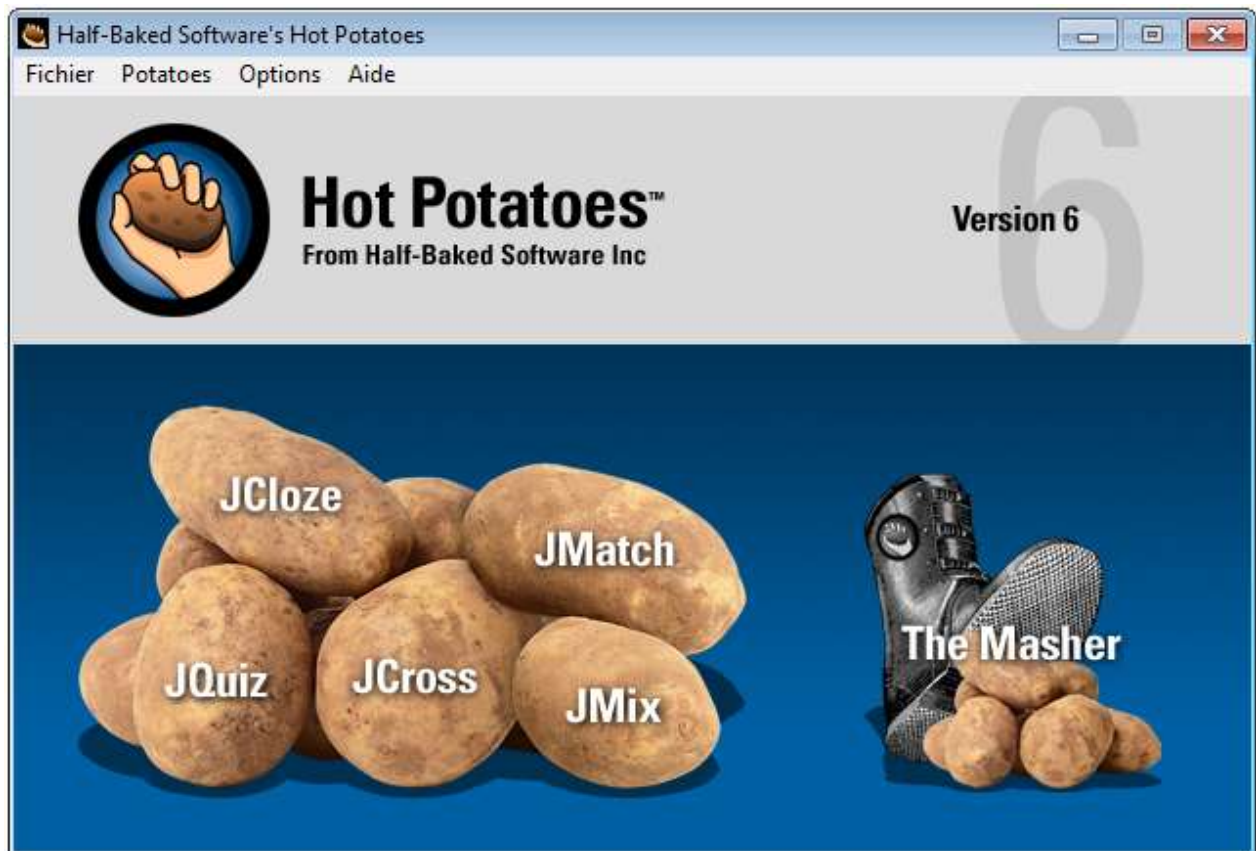 Half-Baked Software's Hot Potatoes
Fichier Potatoes Options Aide
Hot Potatoes™
From Half-Baked Software Inc
6
Version 6
JCloze
JMatch
JQuiz
JCross
JMix
The Masher